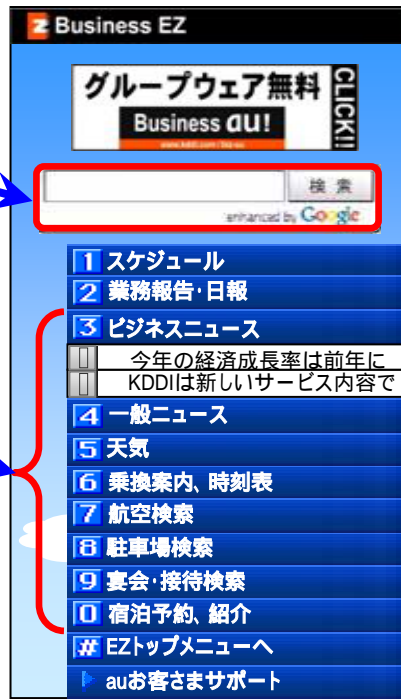 Business EZ
グループウェア無料
CLICK!!
Business au!
検 索
enhanced by Google
1 スケジュール
2 業務報告・日報
3 ビジネスニュース
今年の経済成長率は前年に
KDDIは新しいサービス内容で
4 一般ニュース
5 天気
6 乗換案内、時刻表
7 航空検索
8 駐車場検索
9 宴会・接待検索
0 宿泊予約、紹介
# EZトップメニューへ
auお客さまサポート